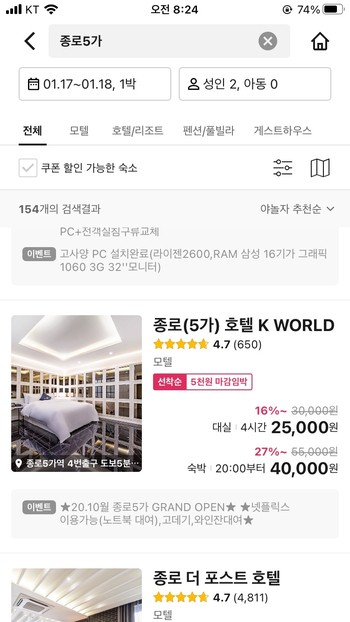 KT 오전 8:24 74%
종로5가
01.17~01.18, 1박 성인 2, 아동 0
전체 모텔 호텔/리조트 펜션/풀빌라 게스트하우스
쿠폰 할인 가능한 숙소
154개의 검색결과 야놀자 추천순
PC+전객실침구류교체
이벤트 고사양 PC 설치완료(라이젠2600,RAM 삼성 16기가 그래픽
1060 3G 32''모니터)
종로(5가) 호텔 K WORLD
4.7 (650)
모텔
선착순 5천원 마감임박
16%~ 30,000원
대실 4시간 25,000원
27%~ 55,000원
숙박 20:00부터 40,000원
종로5가역 4번출구 도보5분...
이벤트 ★20.10월 종로5가 GRAND OPEN★ ★넷플릭스
이용가능(노트북 대여),고데기,와인잔대여★
종로 더 포스트 호텔
4.7 (4,811)
모텔